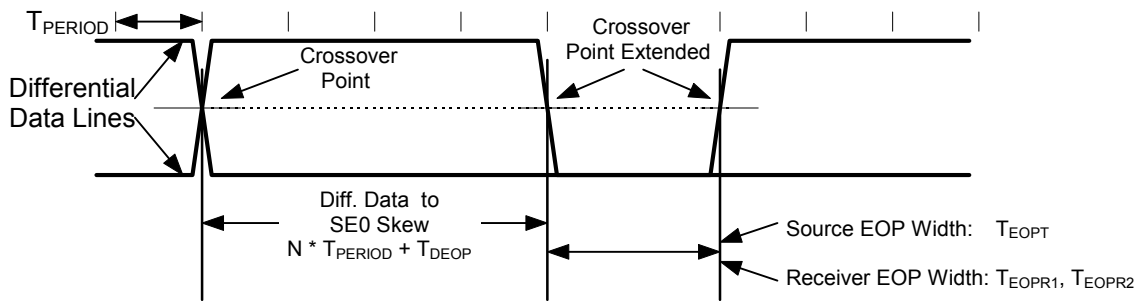 TPERIOD
Crossover
Point
Crossover
Point Extended
Differential
Data Lines
Diff. Data to
SE0 Skew
N * TPERIOD + TDEOP
Source EOP Width: TEOPT
Receiver EOP Width: TEOPR1, TEOPR2